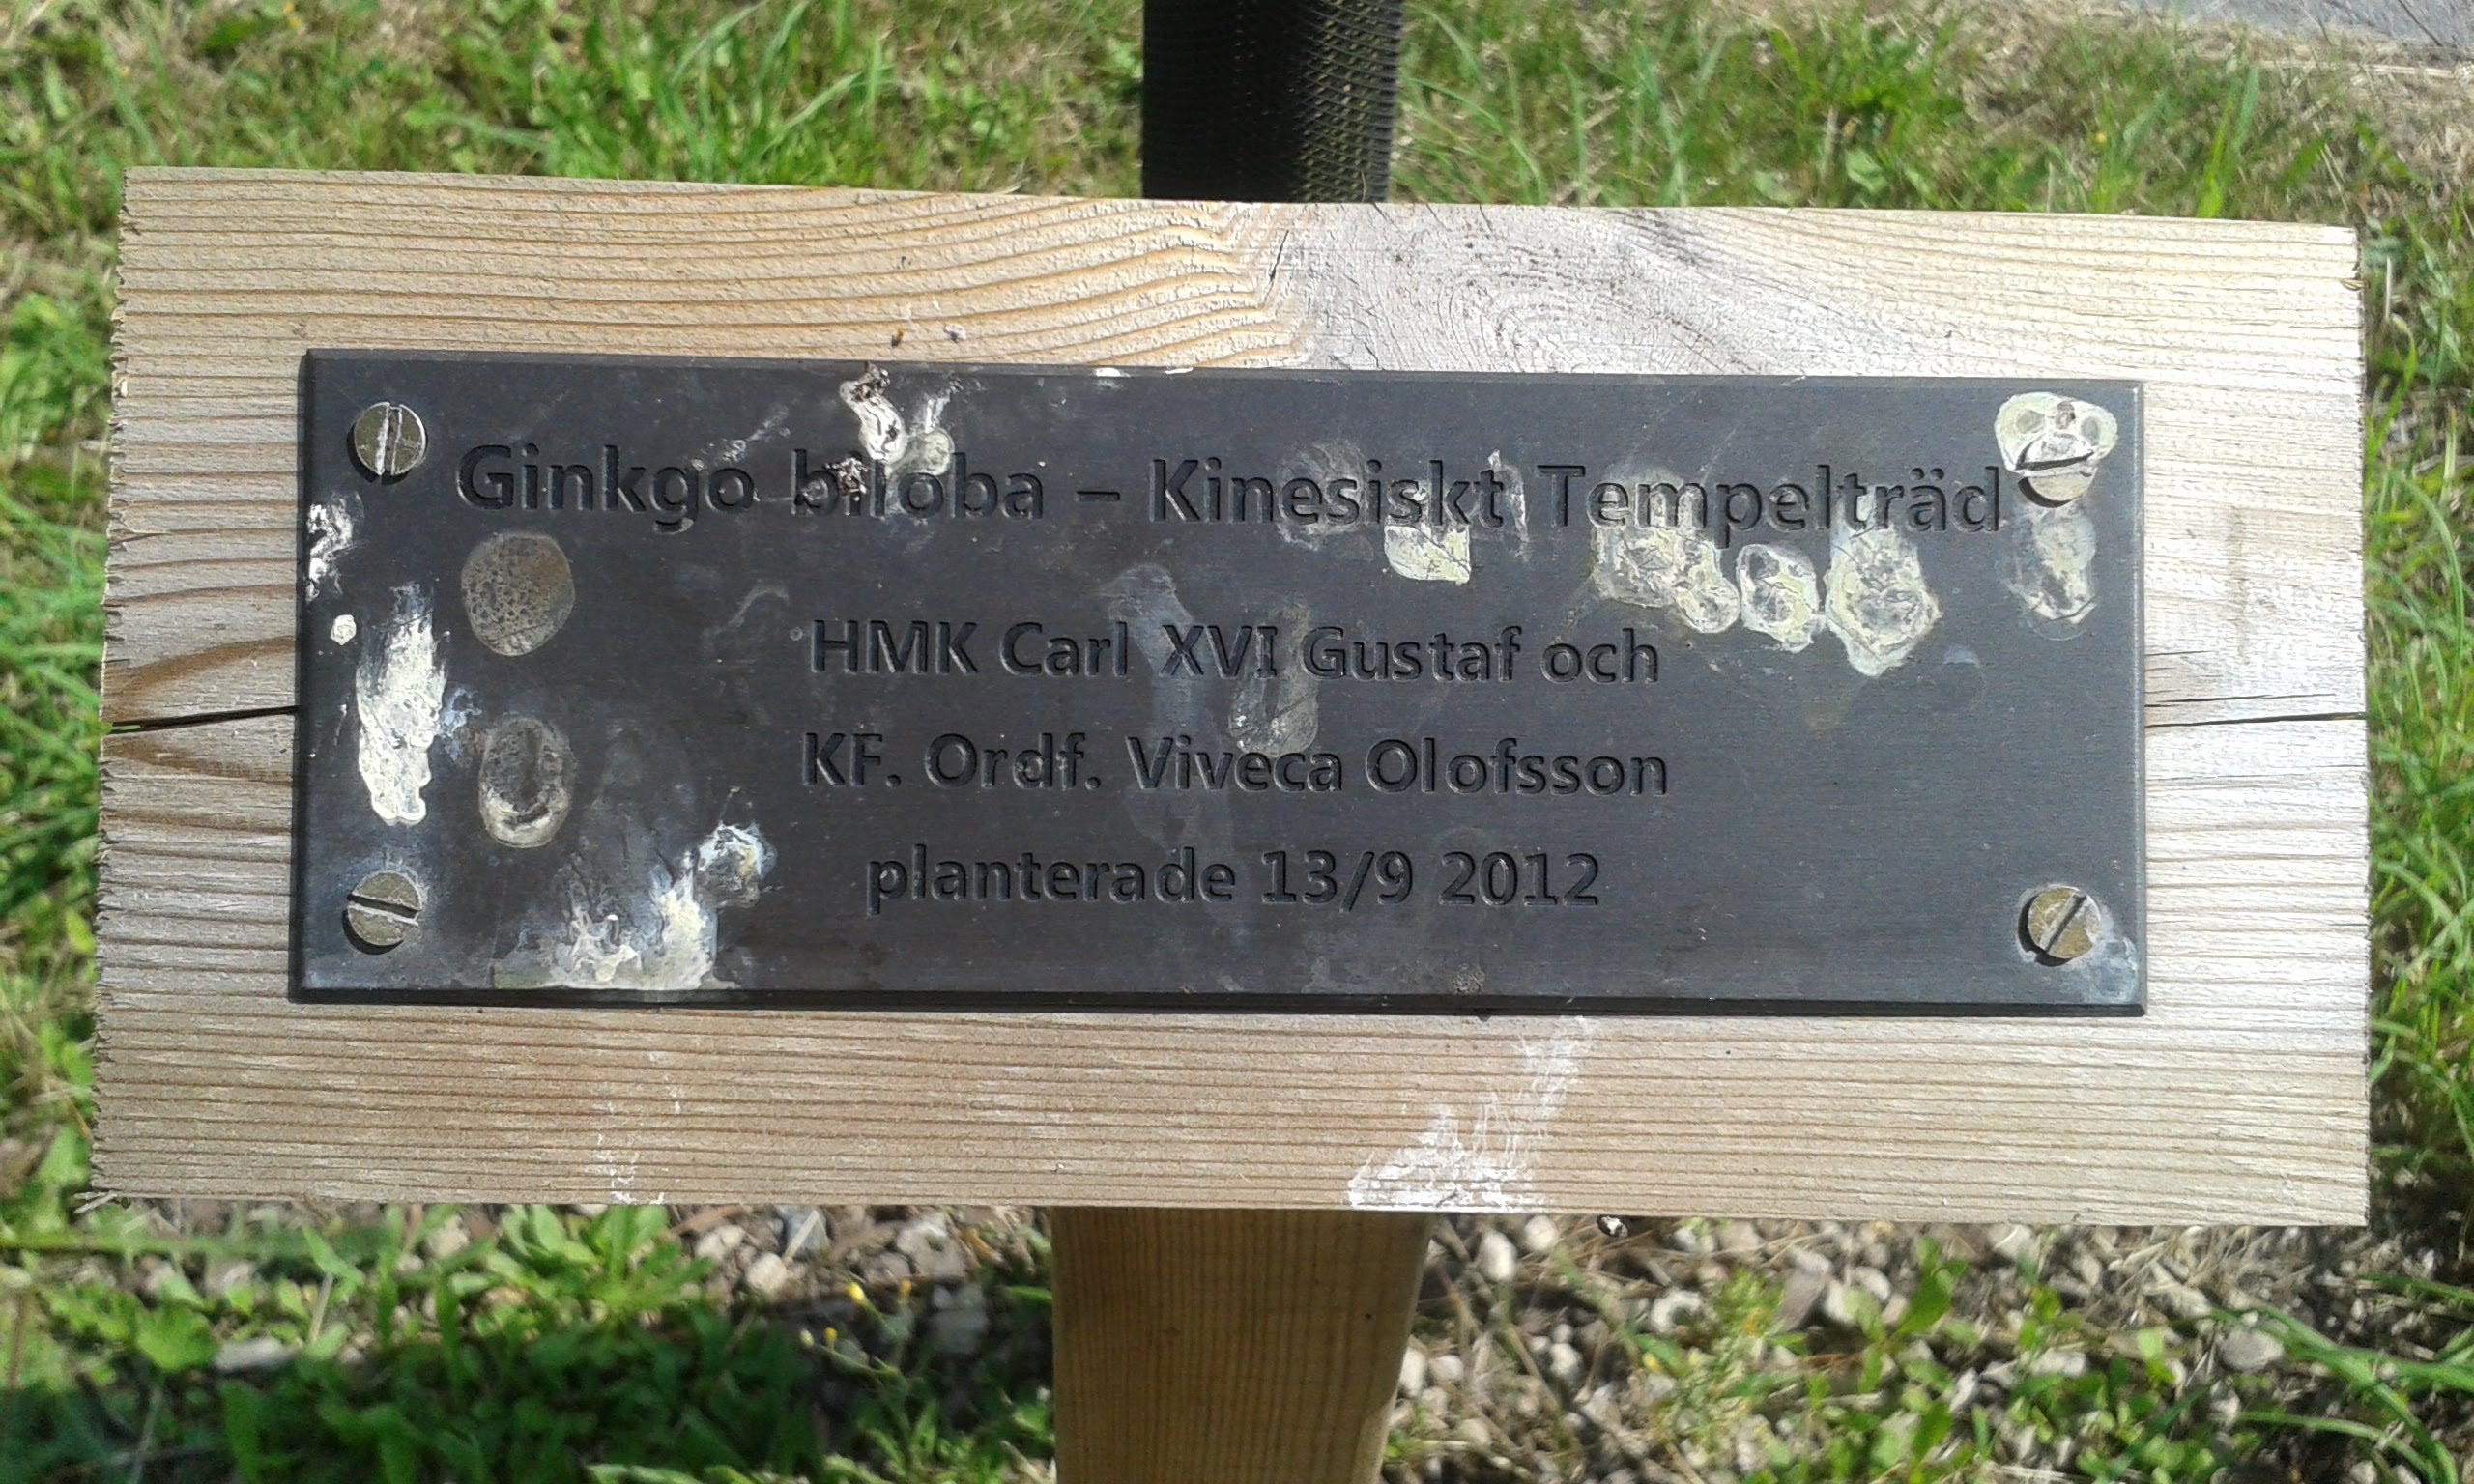 Ginkgo biloba – Kinesiskt Tempelträd
HMK Carl XVI Gustaf och
KF. Ordf. Viveca Olofsson
planterade 13/9 2012